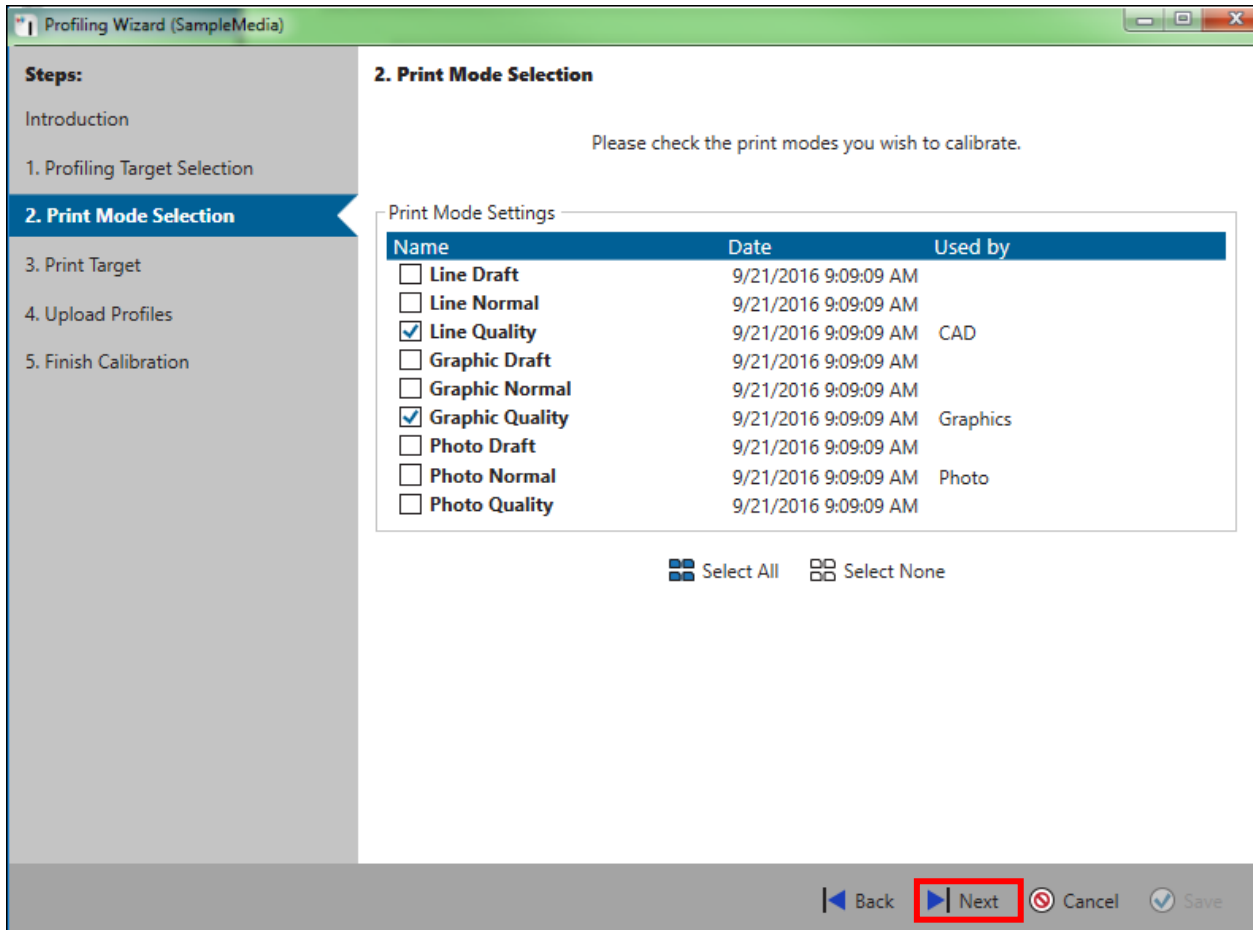 Profiling Wizard (SampleMedia)
Steps:
Introduction
1. Profiling Target Selection
2. Print Mode Selection
3. Print Target
4. Upload Profiles
5. Finish Calibration
2. Print Mode Selection
Please check the print modes you wish to calibrate.
Print Mode Settings
Name Date Used by
Line Draft 9/21/2016 9:09:09 AM
Line Normal 9/21/2016 9:09:09 AM
Line Quality 9/21/2016 9:09:09 AM CAD
Graphic Draft 9/21/2016 9:09:09 AM
Graphic Normal 9/21/2016 9:09:09 AM
Graphic Quality 9/21/2016 9:09:09 AM Graphics
Photo Draft 9/21/2016 9:09:09 AM
Photo Normal 9/21/2016 9:09:09 AM Photo
Photo Quality 9/21/2016 9:09:09 AM
Select All Select None
Back Next Cancel Save